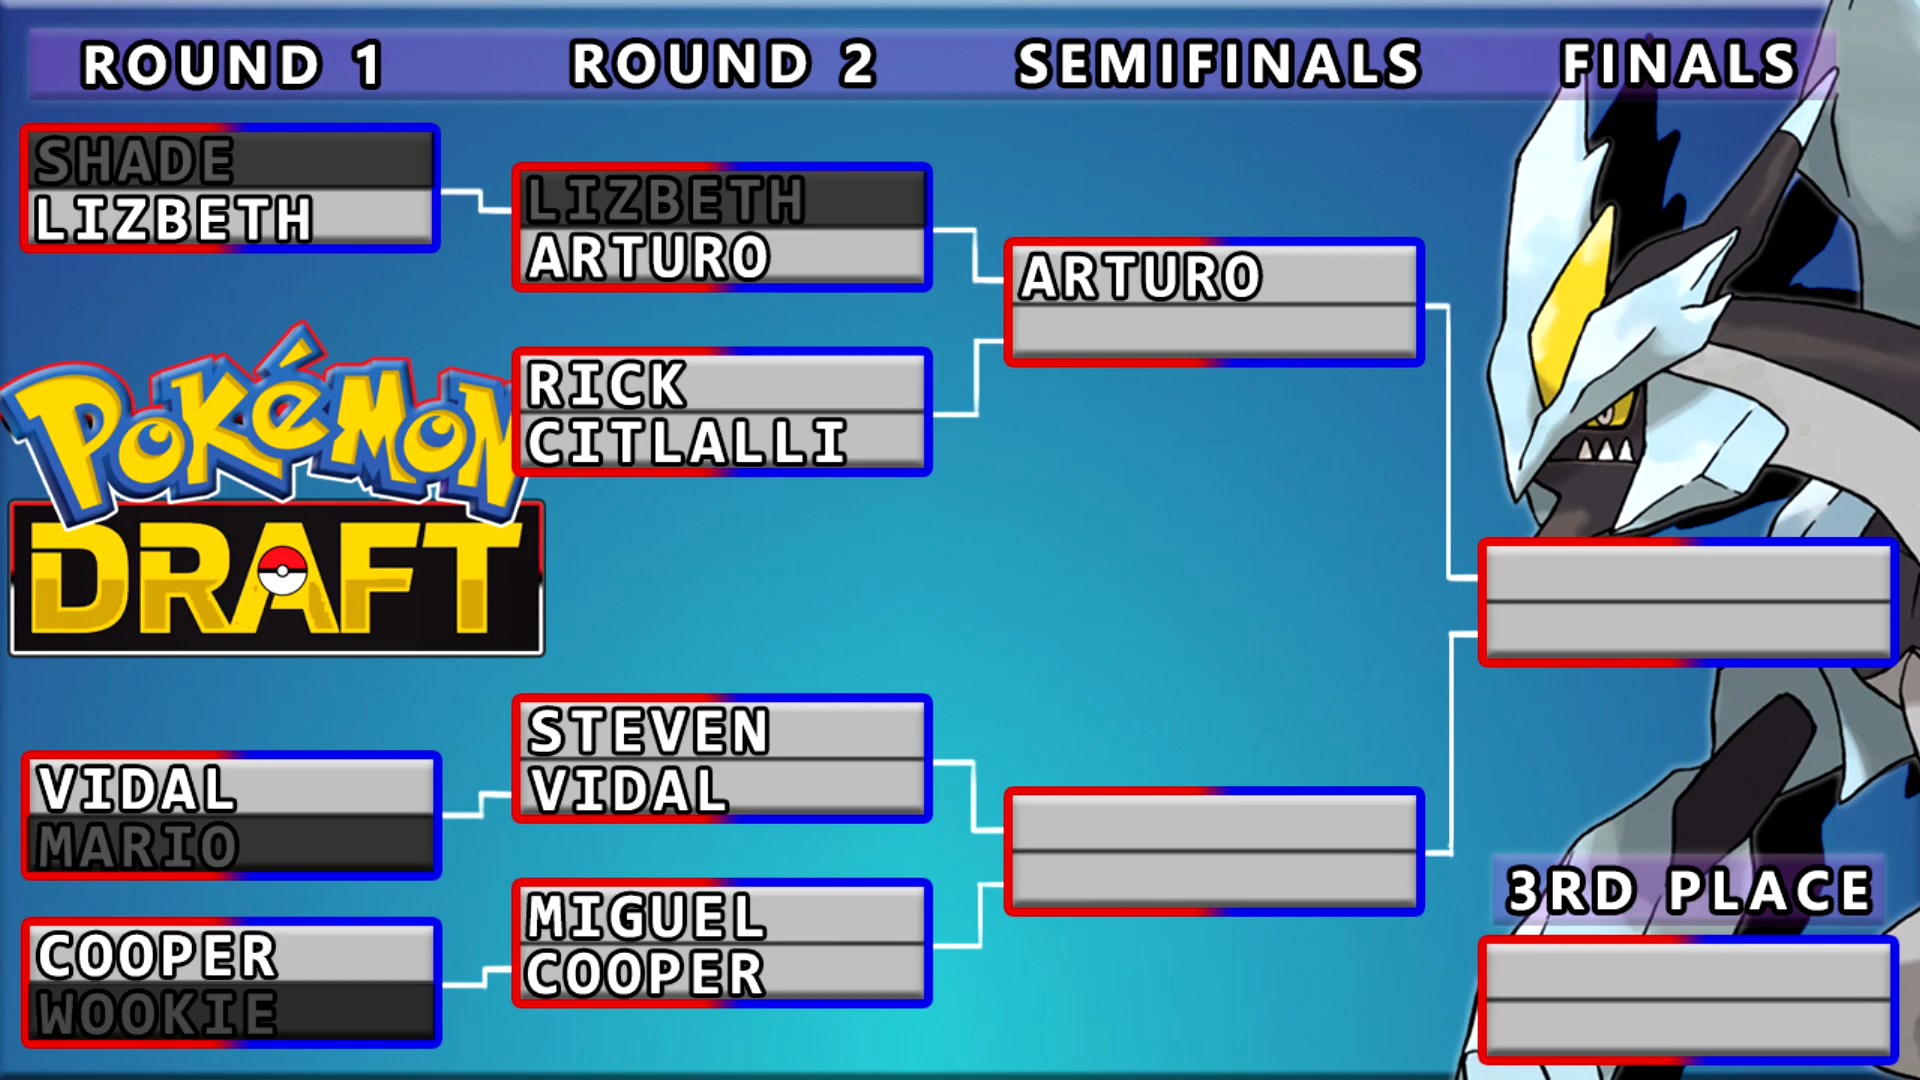 ROUND 1
ROUND 2
SEMIFINALS
FINALS
SHADE
LIZBETH
LIZBETH
ARTURO
ARTURO
RICK
CITLALLI
POKéMON
DRAFT
STEVEN
VIDAL
VIDAL
MARIO
MIGUEL
COOPER
COOPER
WOOKIE
3RD PLACE